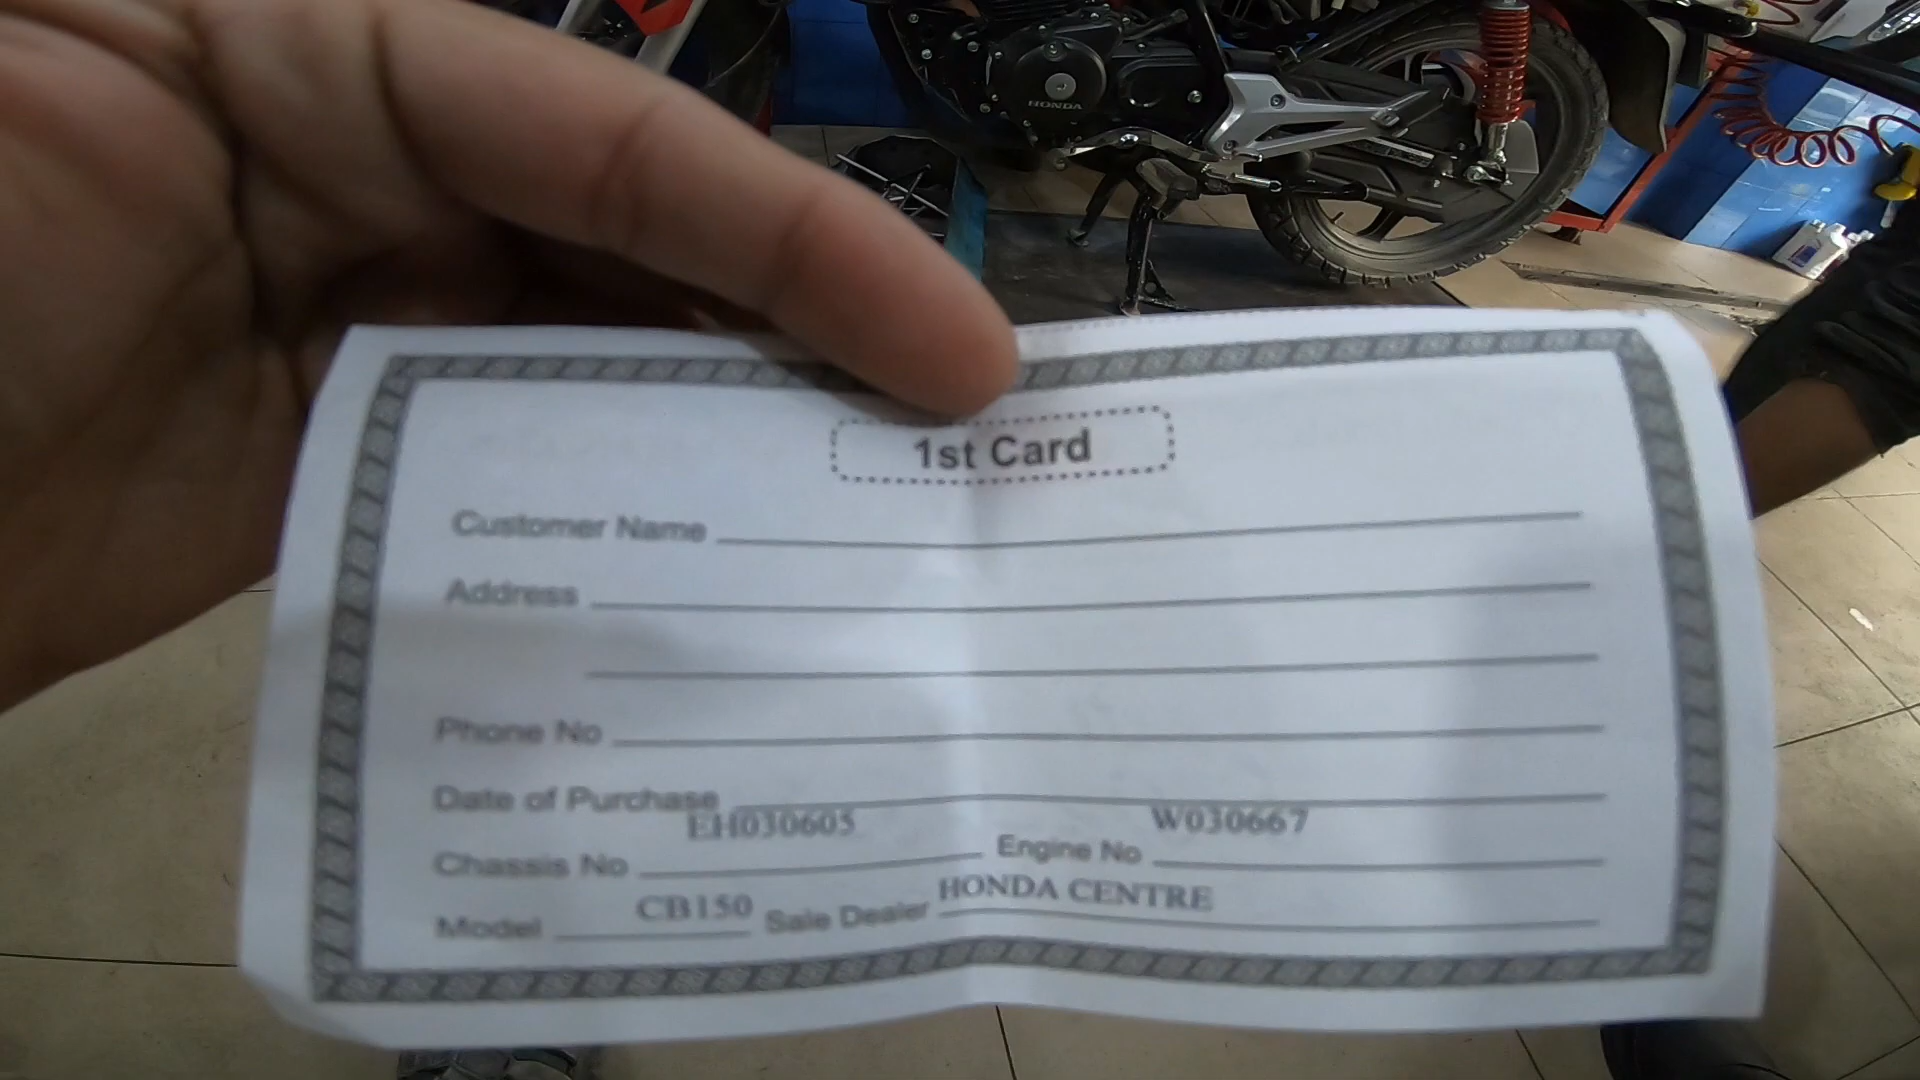 HONDA
1st Card
Customer Name
Address
Phone No
Date of Purchase
EH030605 W030667
Chassis No Engine No
CB150 HONDA CENTRE
Model Sale Dealer